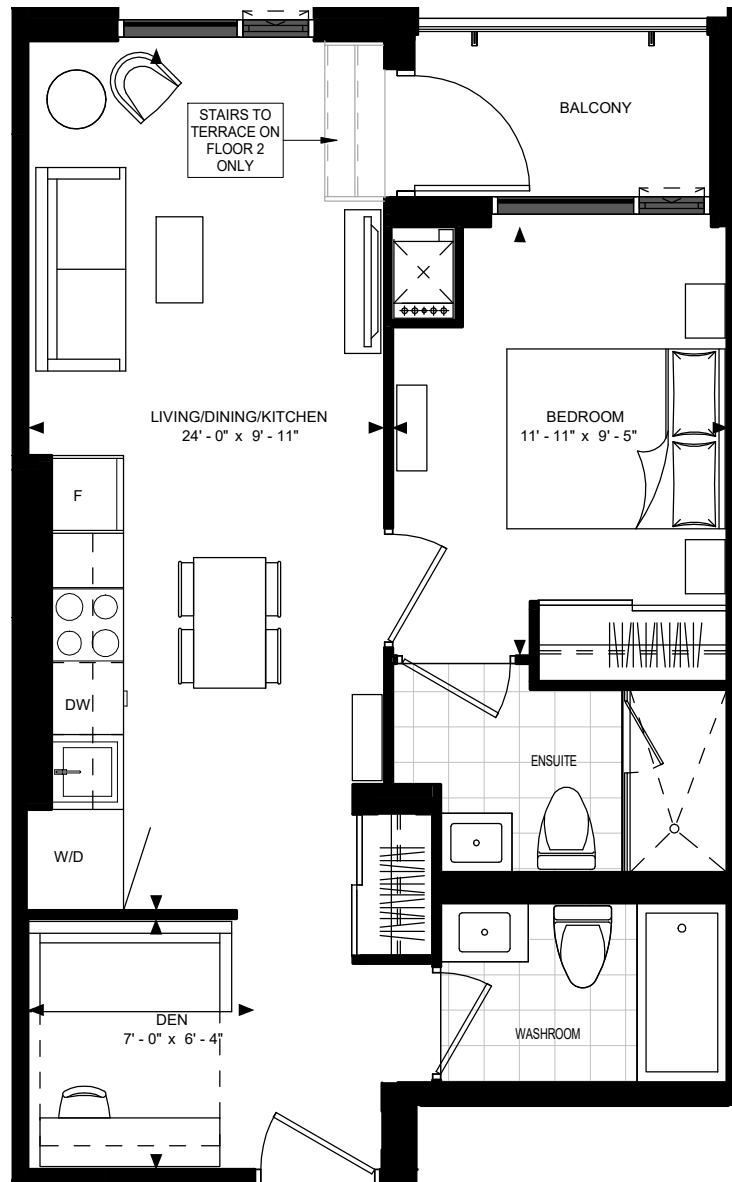 STAIRS TO
TERRACE ON
FLOOR 2
ONLY
BALCONY
LIVING/DINING/KITCHEN
24' - 0" x 9' - 11"
BEDROOM
11' - 11" x 9' - 5"
F
DW
ENSUITE
W/D
DEN
7' - 0" x 6' - 4"
WASHROOM